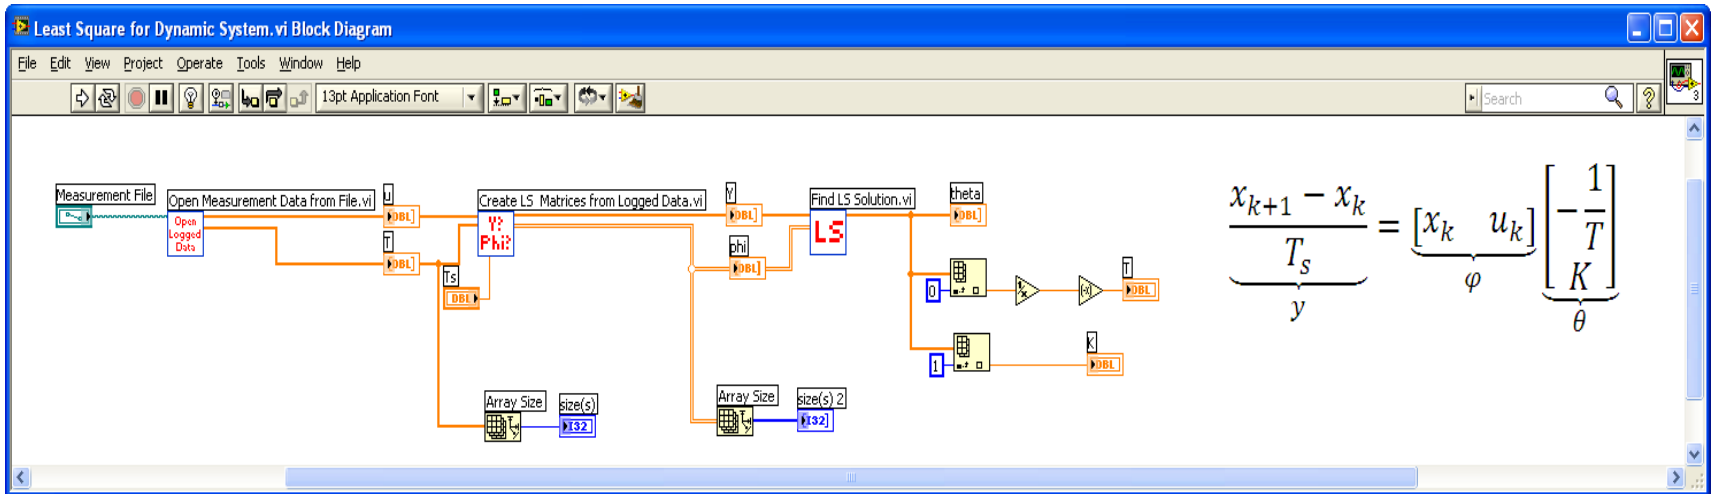 Least Square for Dynamic System.vi Block Diagram
File Edit View Project Operate Tools Window Help
13pt Application Font
Search
3
Measurement File
Open Measurement Data from File.vi
Open
Logged
Data
u
DBL]
T
DBL]
Ts
DBL
Create LS  Matrices from Logged Data.vi
Y?
Phi?
Y
DBL]
phi
DBL]
Find LS Solution.vi
LS
theta
DBL]
0
1/x
-x
T
DBL
1
K
DBL
Array Size
size(s)
I32
Array Size
size(s) 2
I32]
x_{k+1} − x_k
T_s
y
=
[x_k u_k]
φ
[−1/T
K]
θ